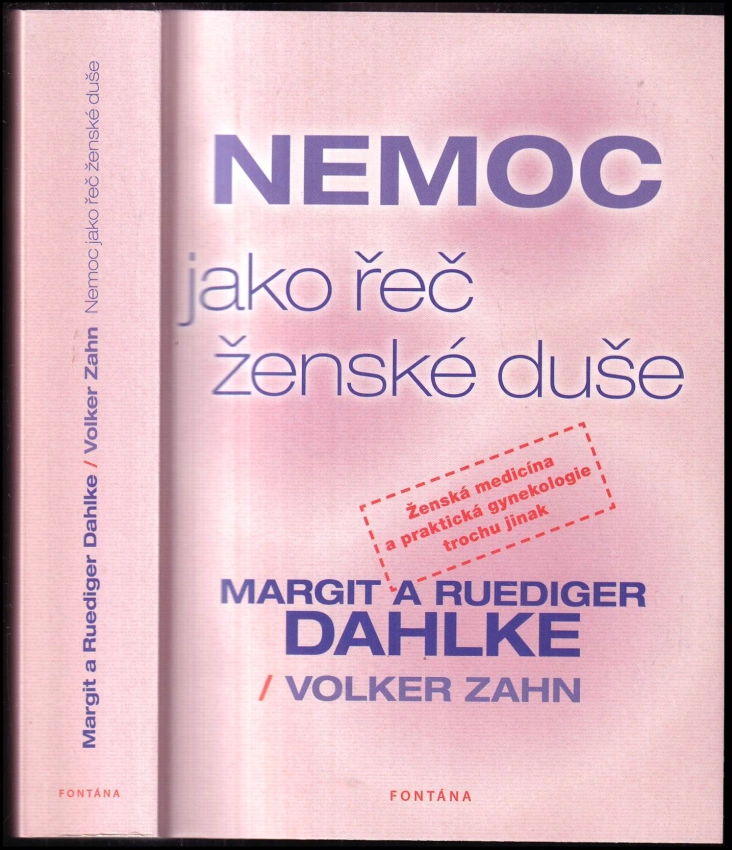 Margit a Ruediger Dahlke / Volker Zahn Nemoc jako řeč ženské duše
FONTÁNA
NEMOC
jako řeč
ženské duše
Ženská medicína
a praktická gynekologie
trochu jinak
MARGIT A RUEDIGER
DAHLKE
/ VOLKER ZAHN
FONTÁNA